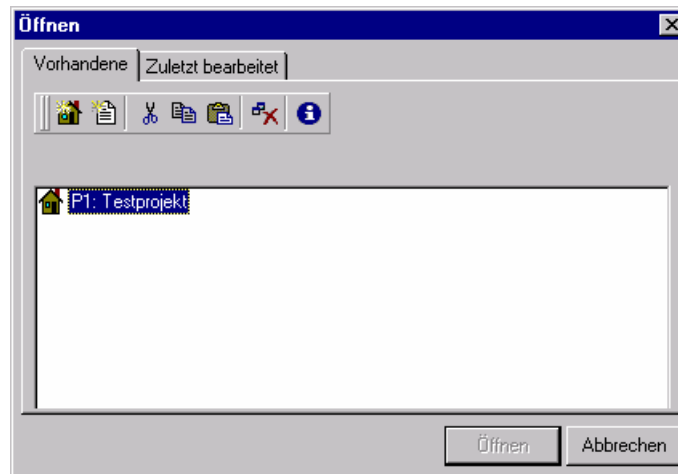 Öffnen
Vorhandene Zuletzt bearbeitet
P1: Testprojekt
Öffnen Abbrechen